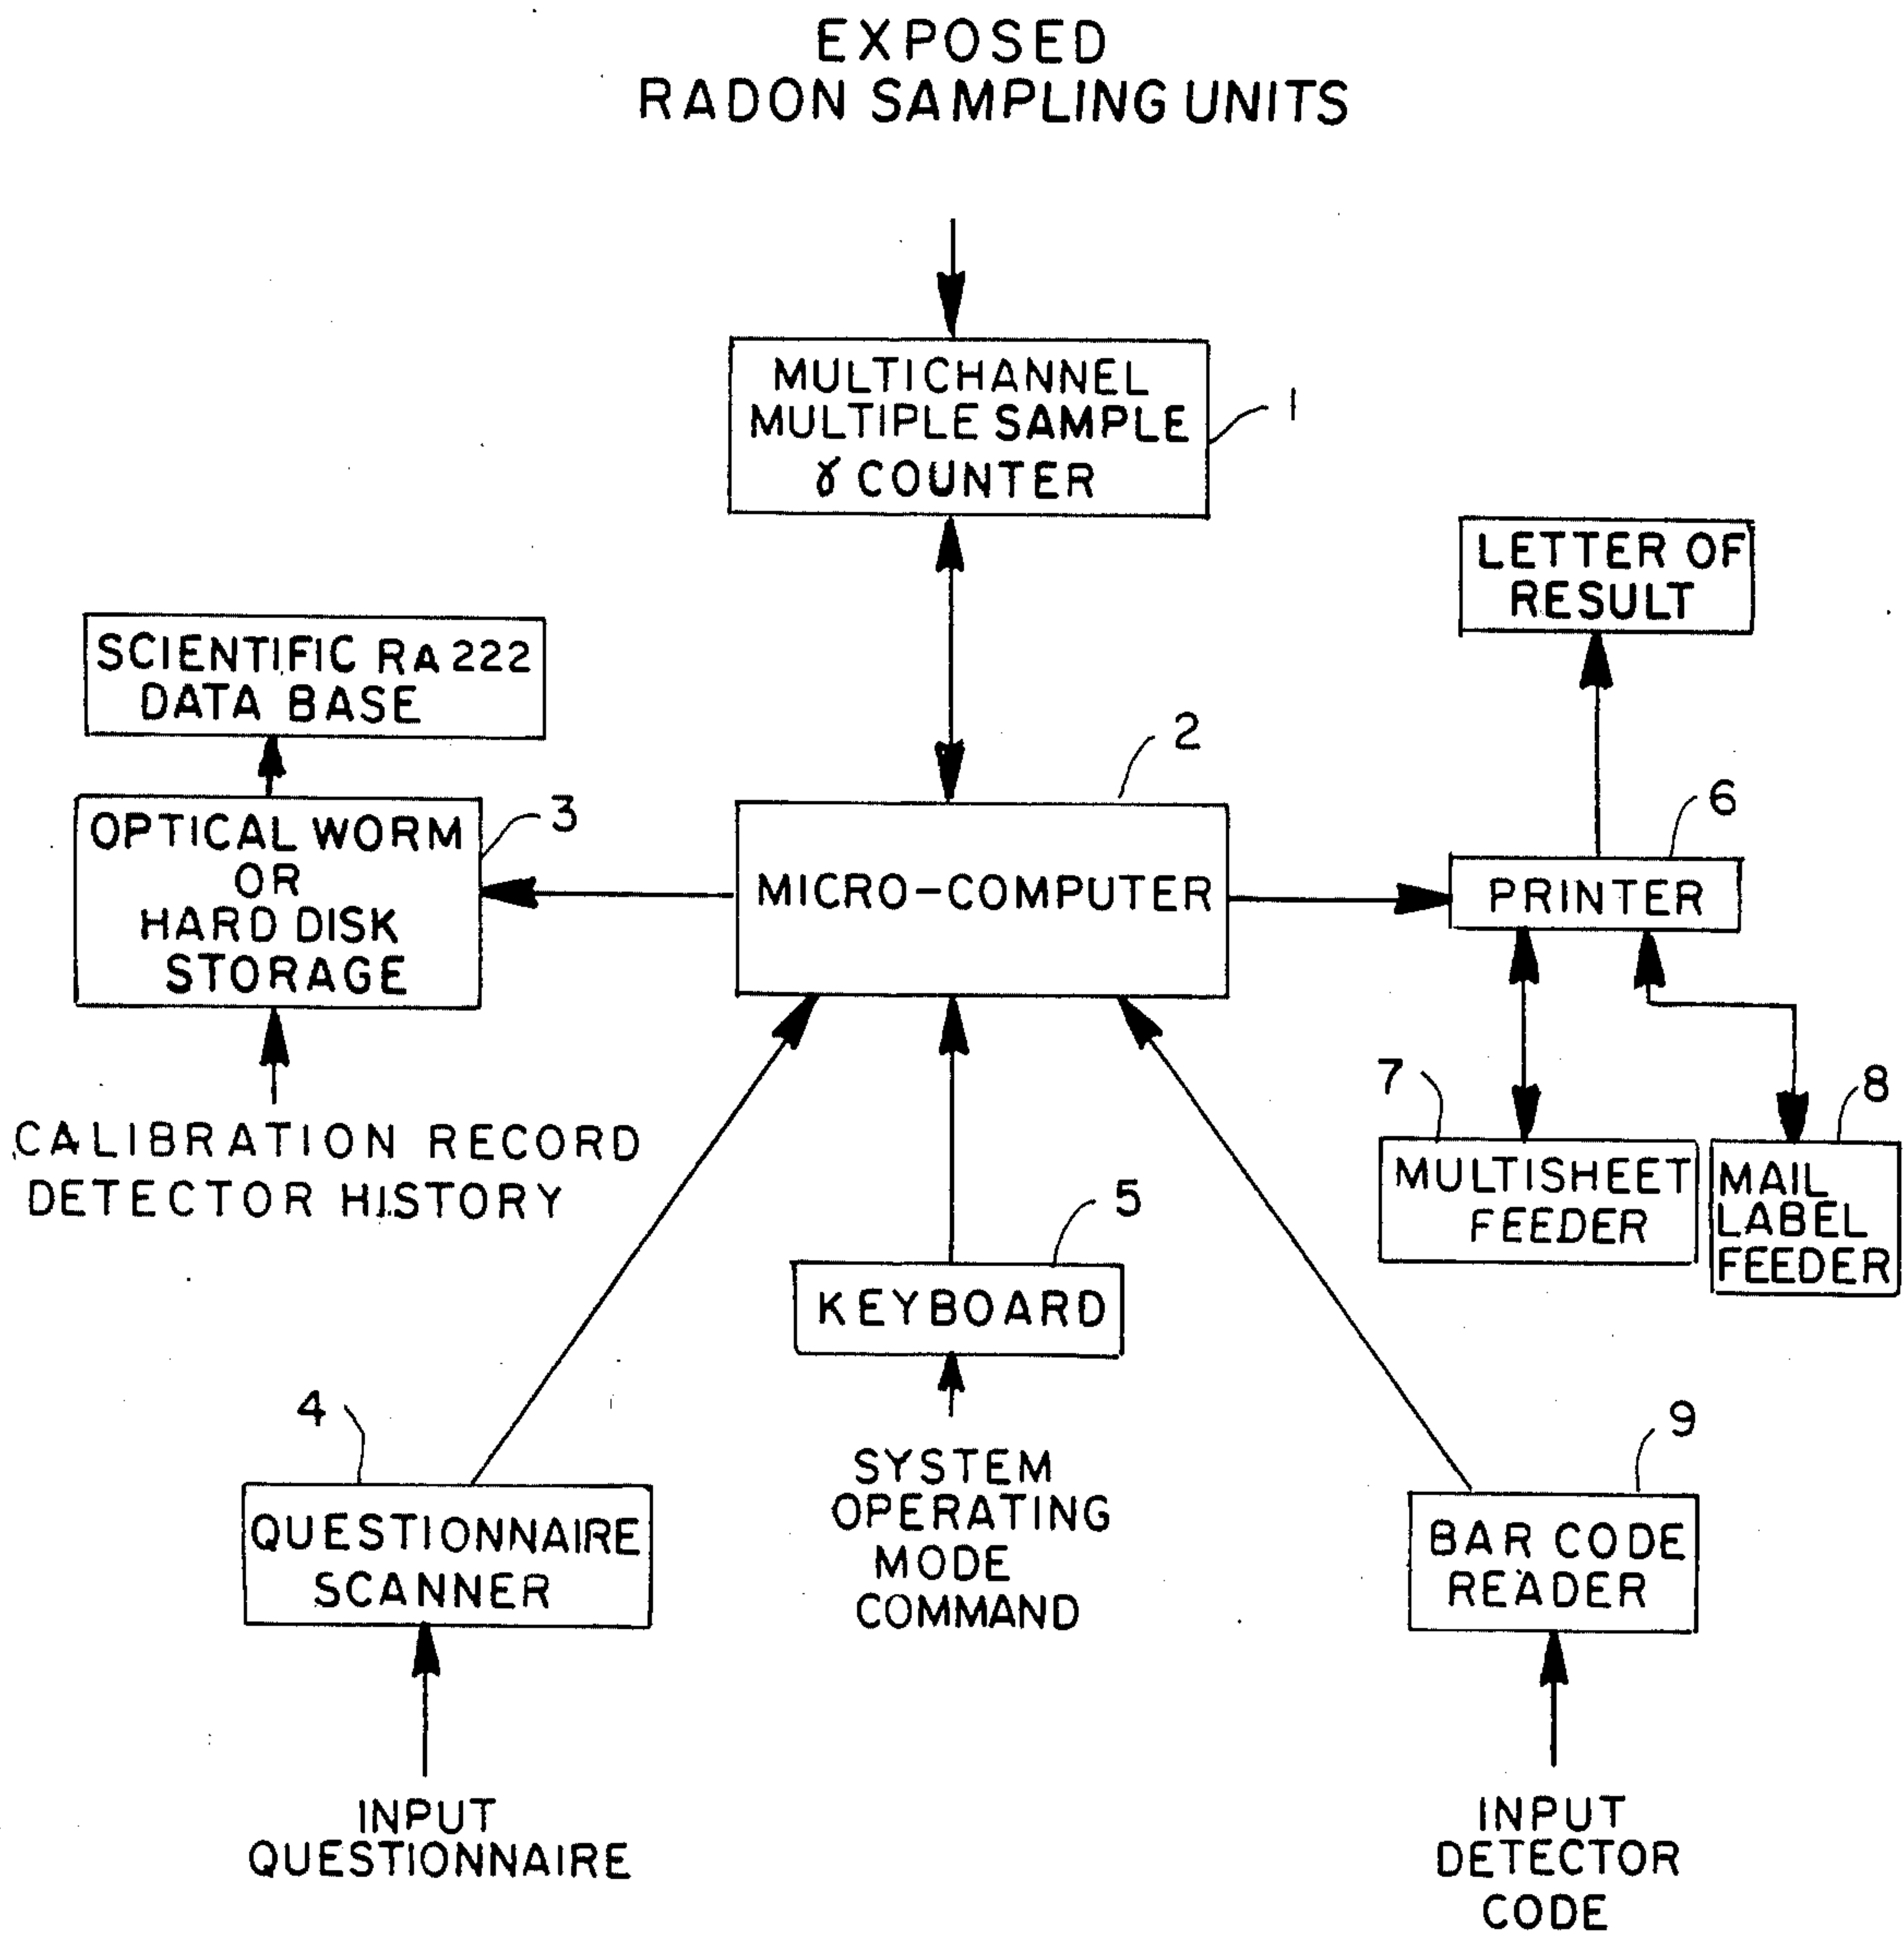 EXPOSED
RADON SAMPLING UNITS
MULTICHANNEL
MULTIPLE SAMPLE
γ COUNTER
1
LETTER OF
RESULT
SCIENTIFIC RA 222
DATA BASE
2
3
OPTICAL WORM
OR
HARD DISK
STORAGE
MICRO-COMPUTER
6
PRINTER
CALIBRATION RECORD
DETECTOR HISTORY
7
MULTISHEET
FEEDER
8
MAIL
LABEL
FEEDER
5
KEYBOARD
SYSTEM
OPERATING
MODE
COMMAND
4
QUESTIONNAIRE
SCANNER
9
BAR CODE
READER
INPUT
QUESTIONNAIRE
INPUT
DETECTOR
CODE